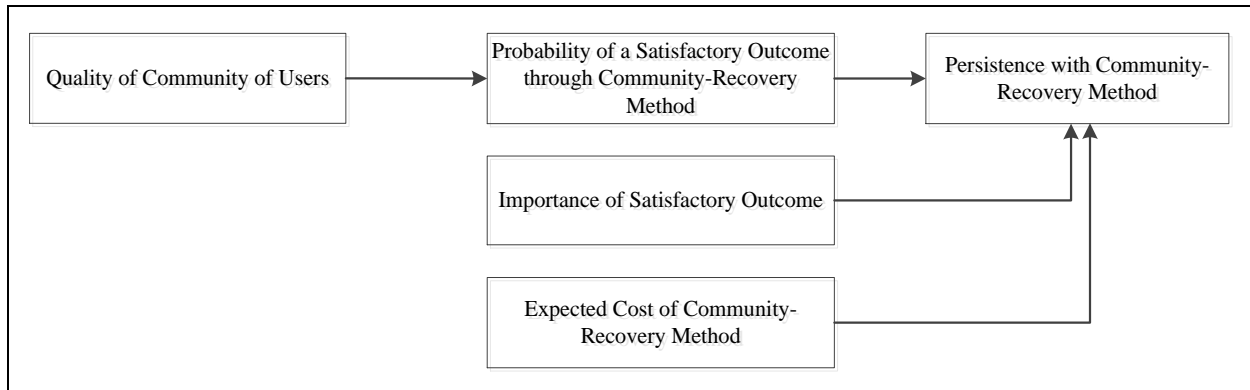 Quality of Community of Users
Probability of a Satisfactory Outcome
through Community-Recovery
Method
Persistence with Community-
Recovery Method
Importance of Satisfactory Outcome
Expected Cost of Community-
Recovery Method